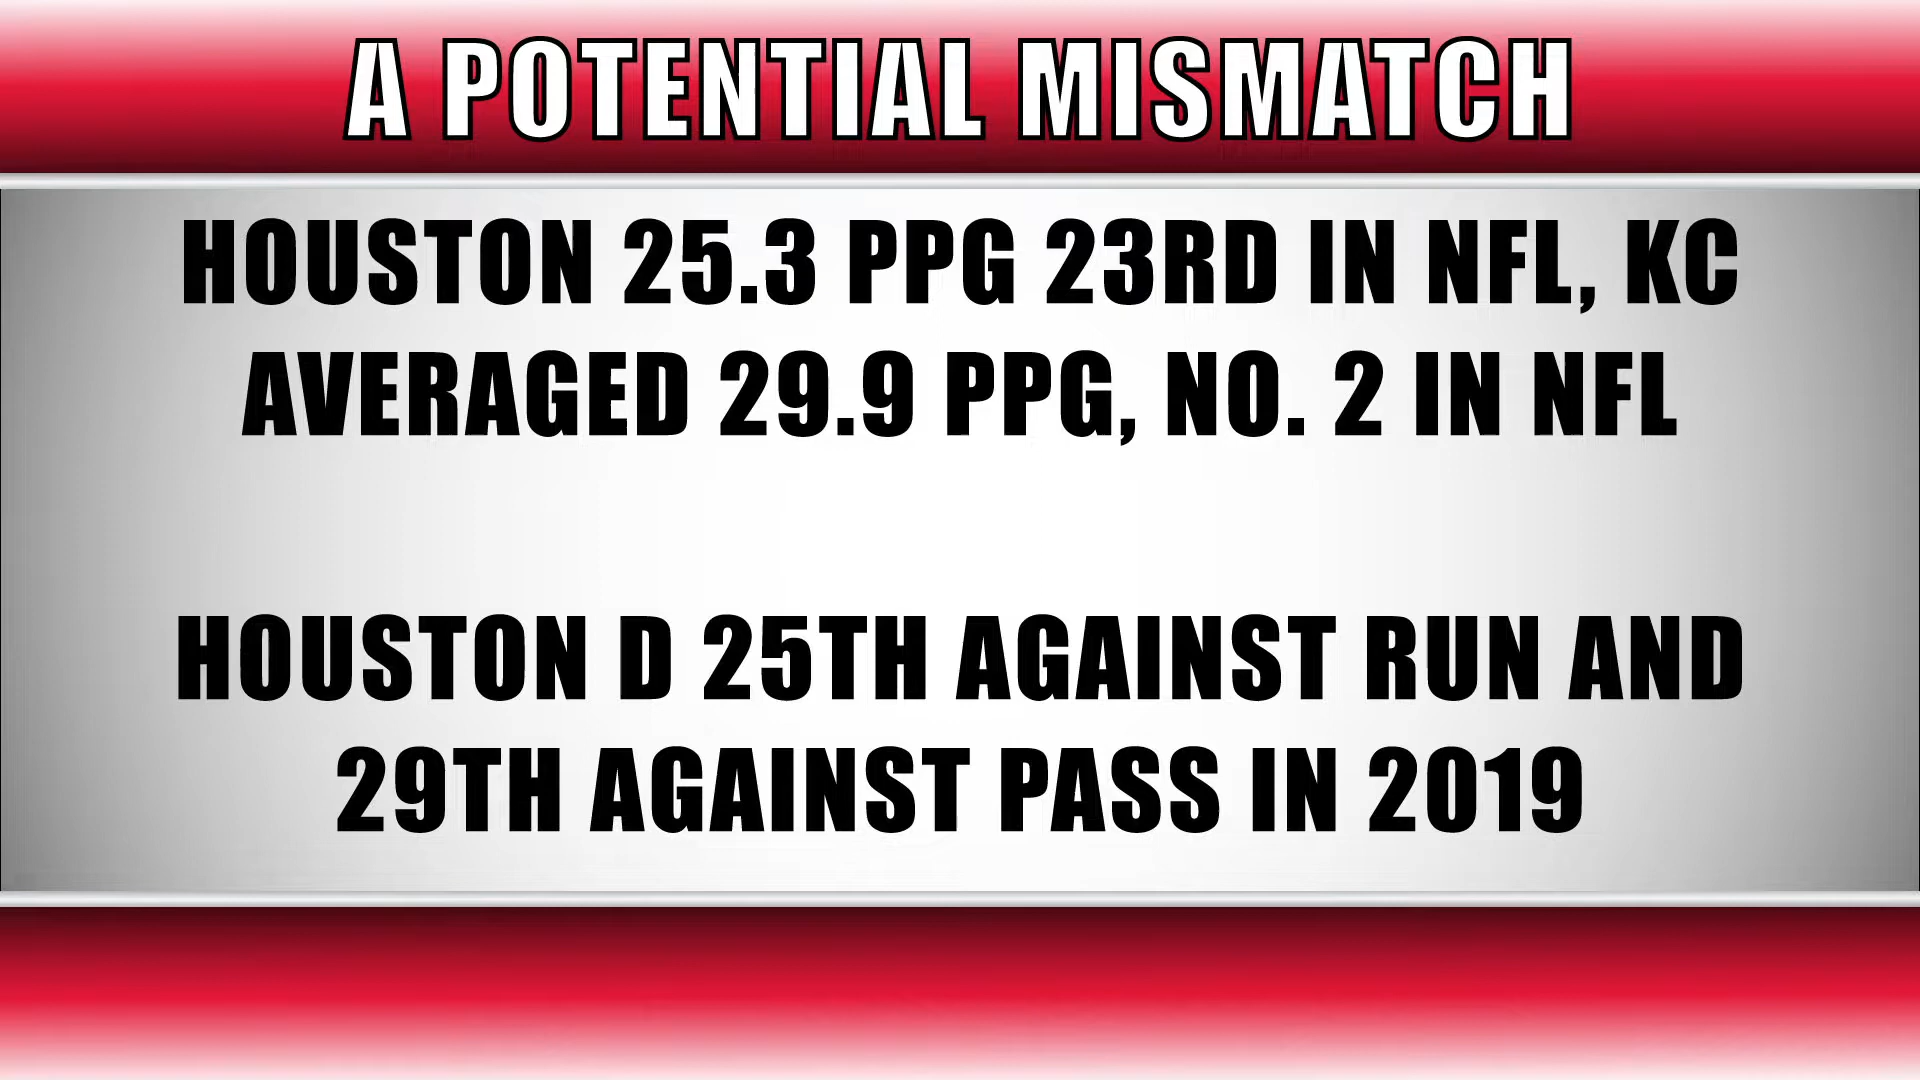 A POTENTIAL MISMATCH
HOUSTON 25.3 PPG 23RD IN NFL, KC
AVERAGED 29.9 PPG, NO. 2 IN NFL
HOUSTON D 25TH AGAINST RUN AND
29TH AGAINST PASS IN 2019